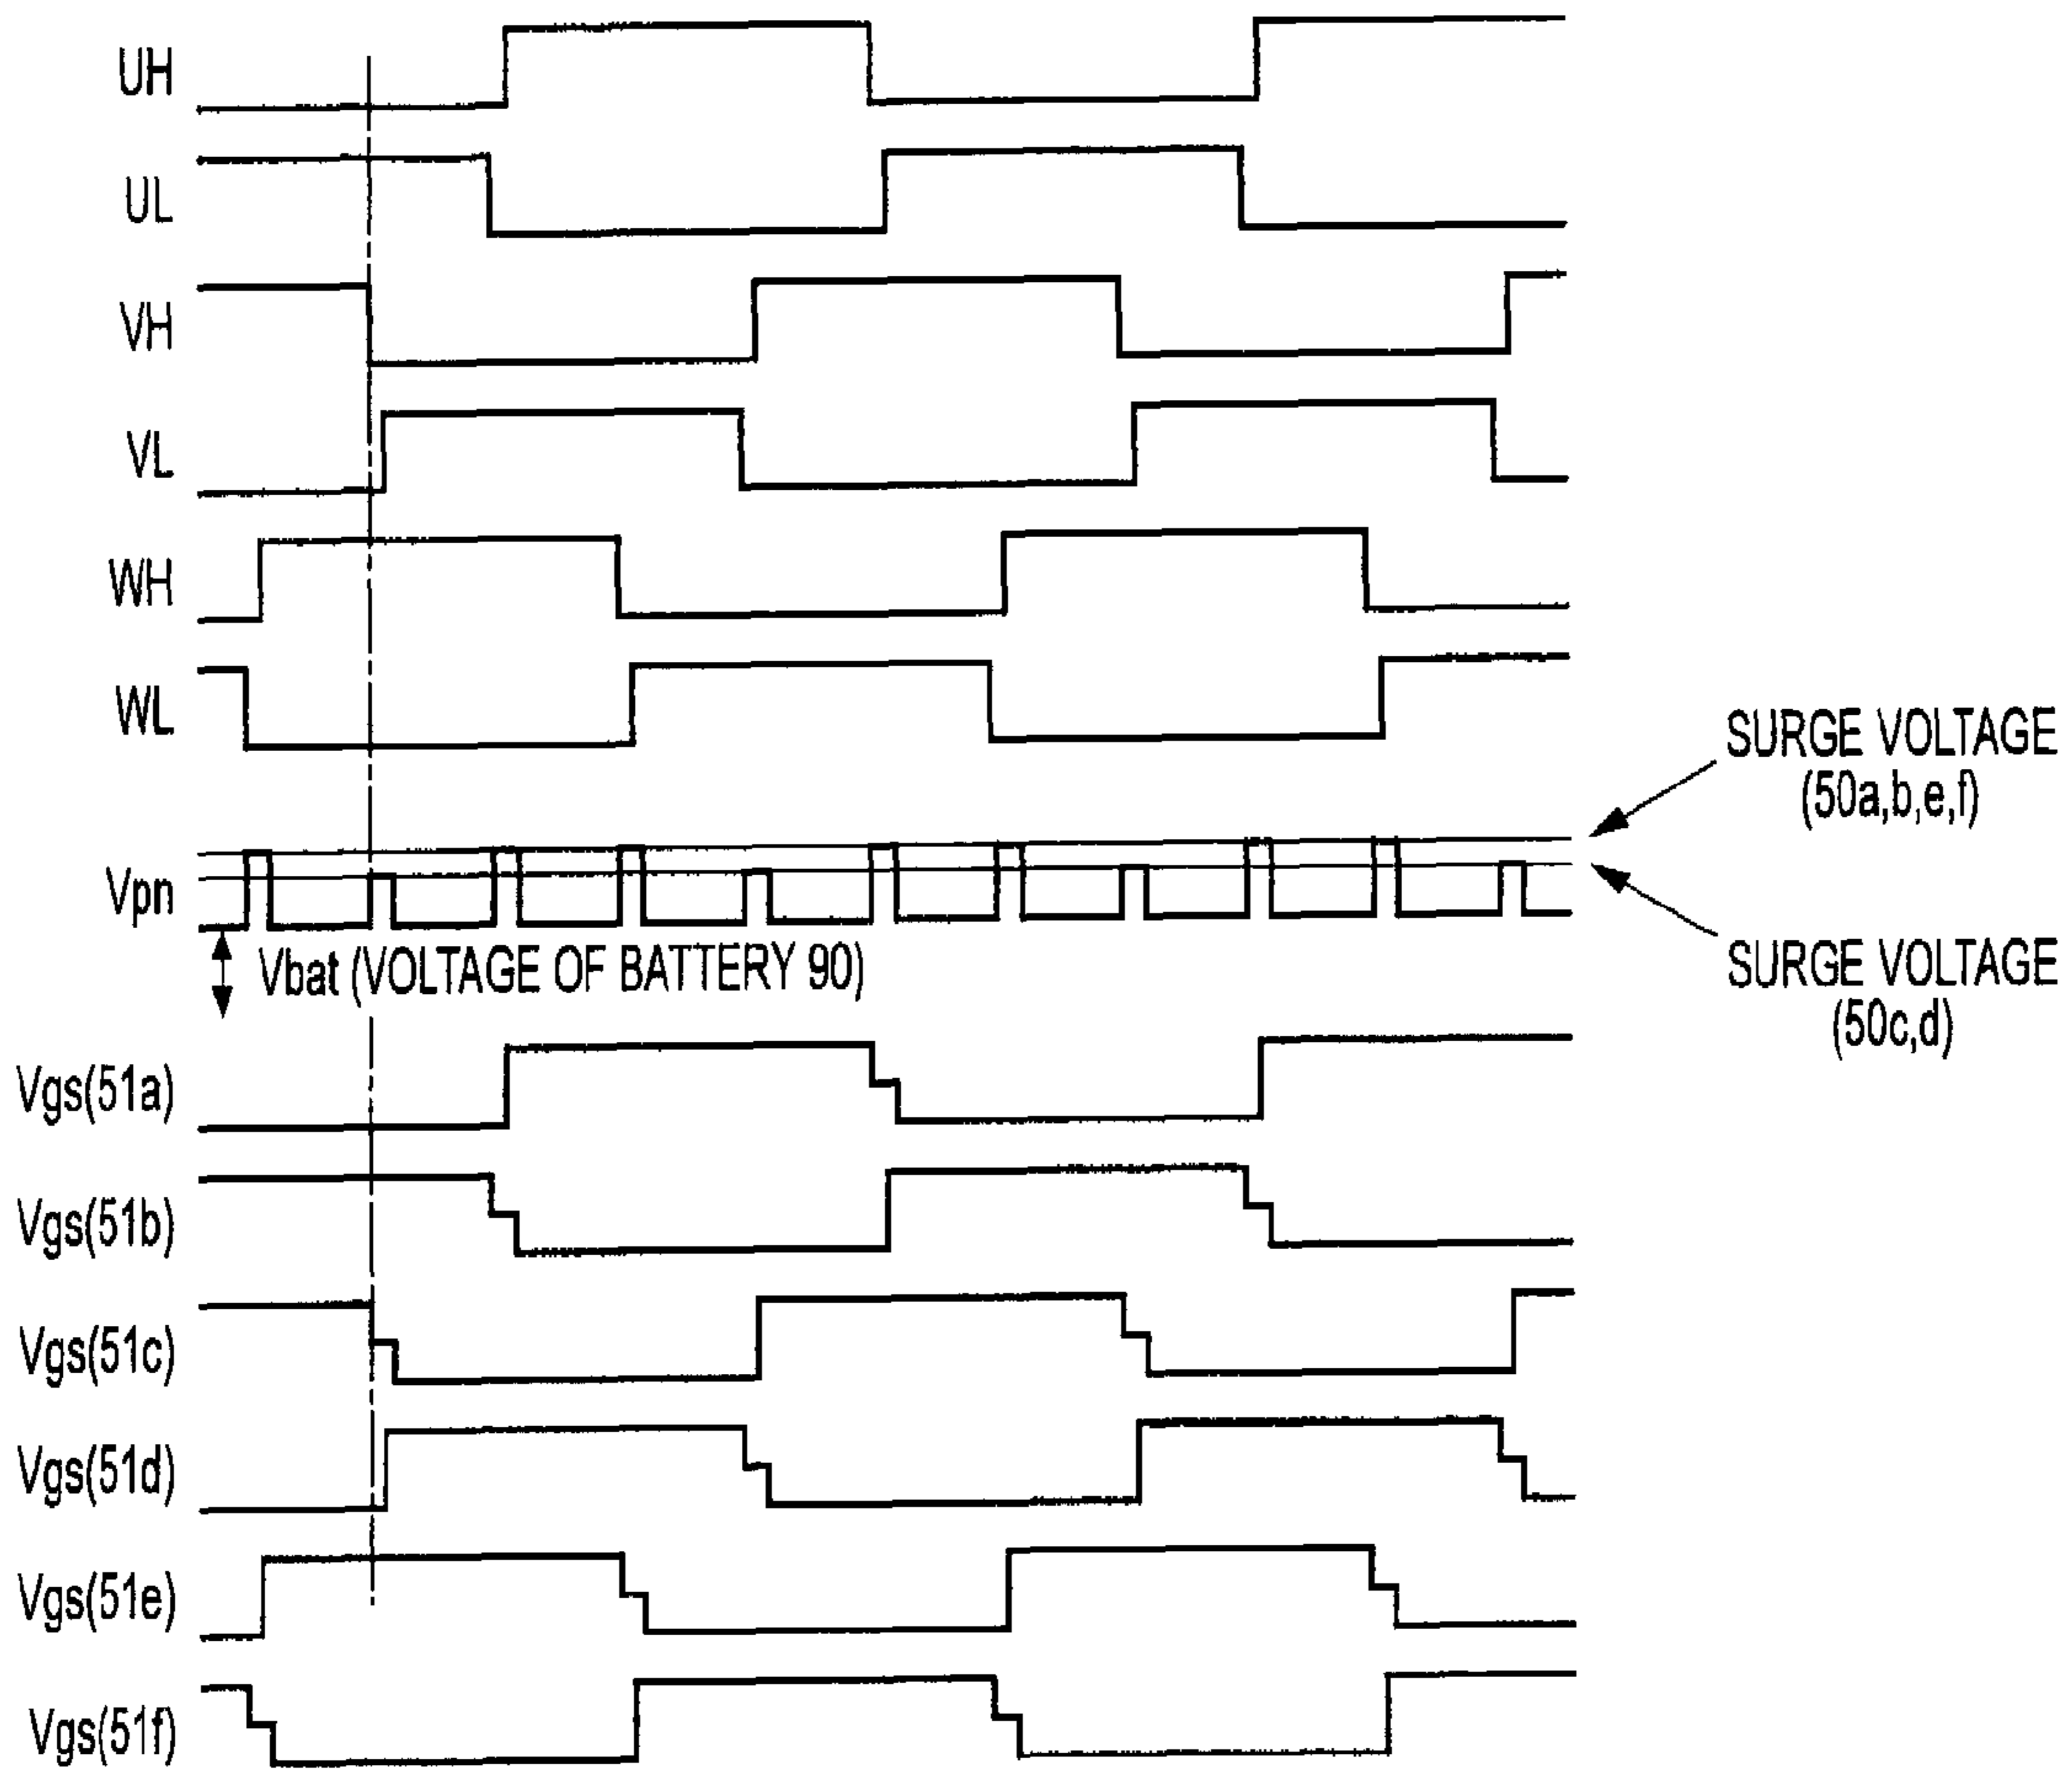 UH
UL
VH
VL
WH
WL
SURGE VOLTAGE
(50a,b,e,f)
Vpn
Vbat (VOLTAGE OF BATTERY 90)
SURGE VOLTAGE
(50c,d)
Vgs(51a)
Vgs(51b)
Vgs(51c)
Vgs(51d)
Vgs(51e)
Vgs(51f)